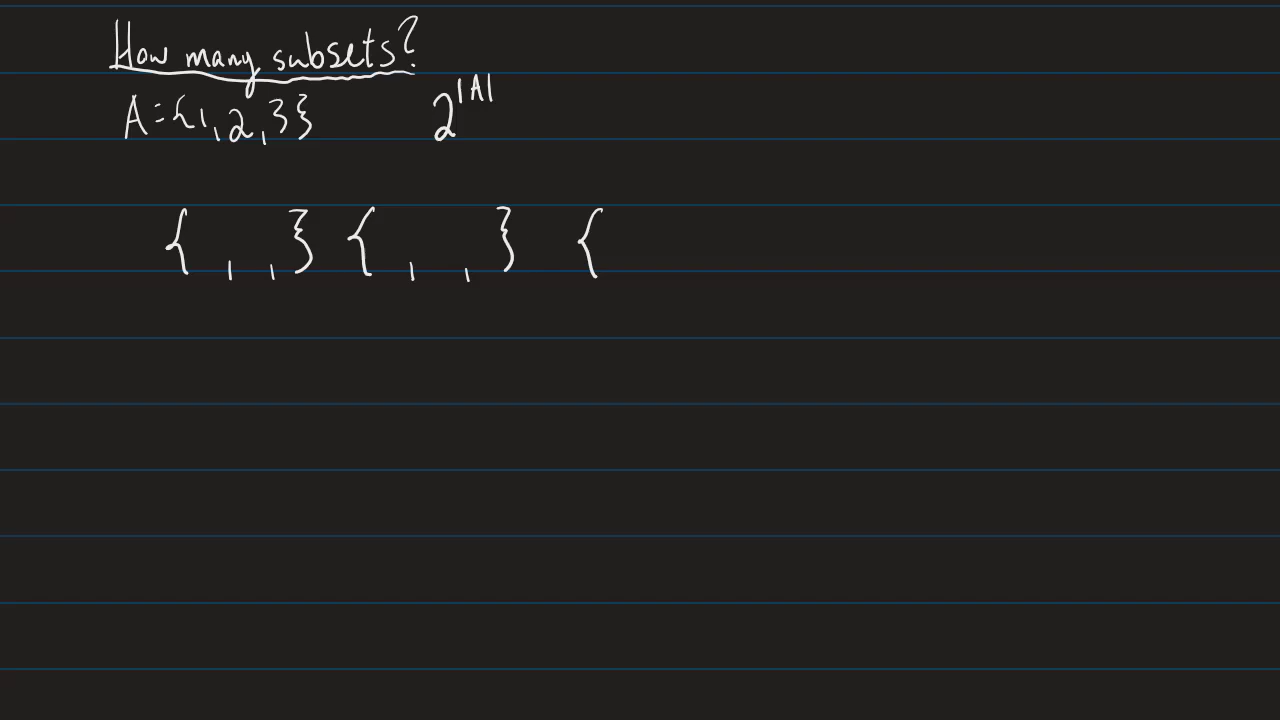 How many subsets?
A={1,2,3} 2^|A|
{ , , } { , , } {